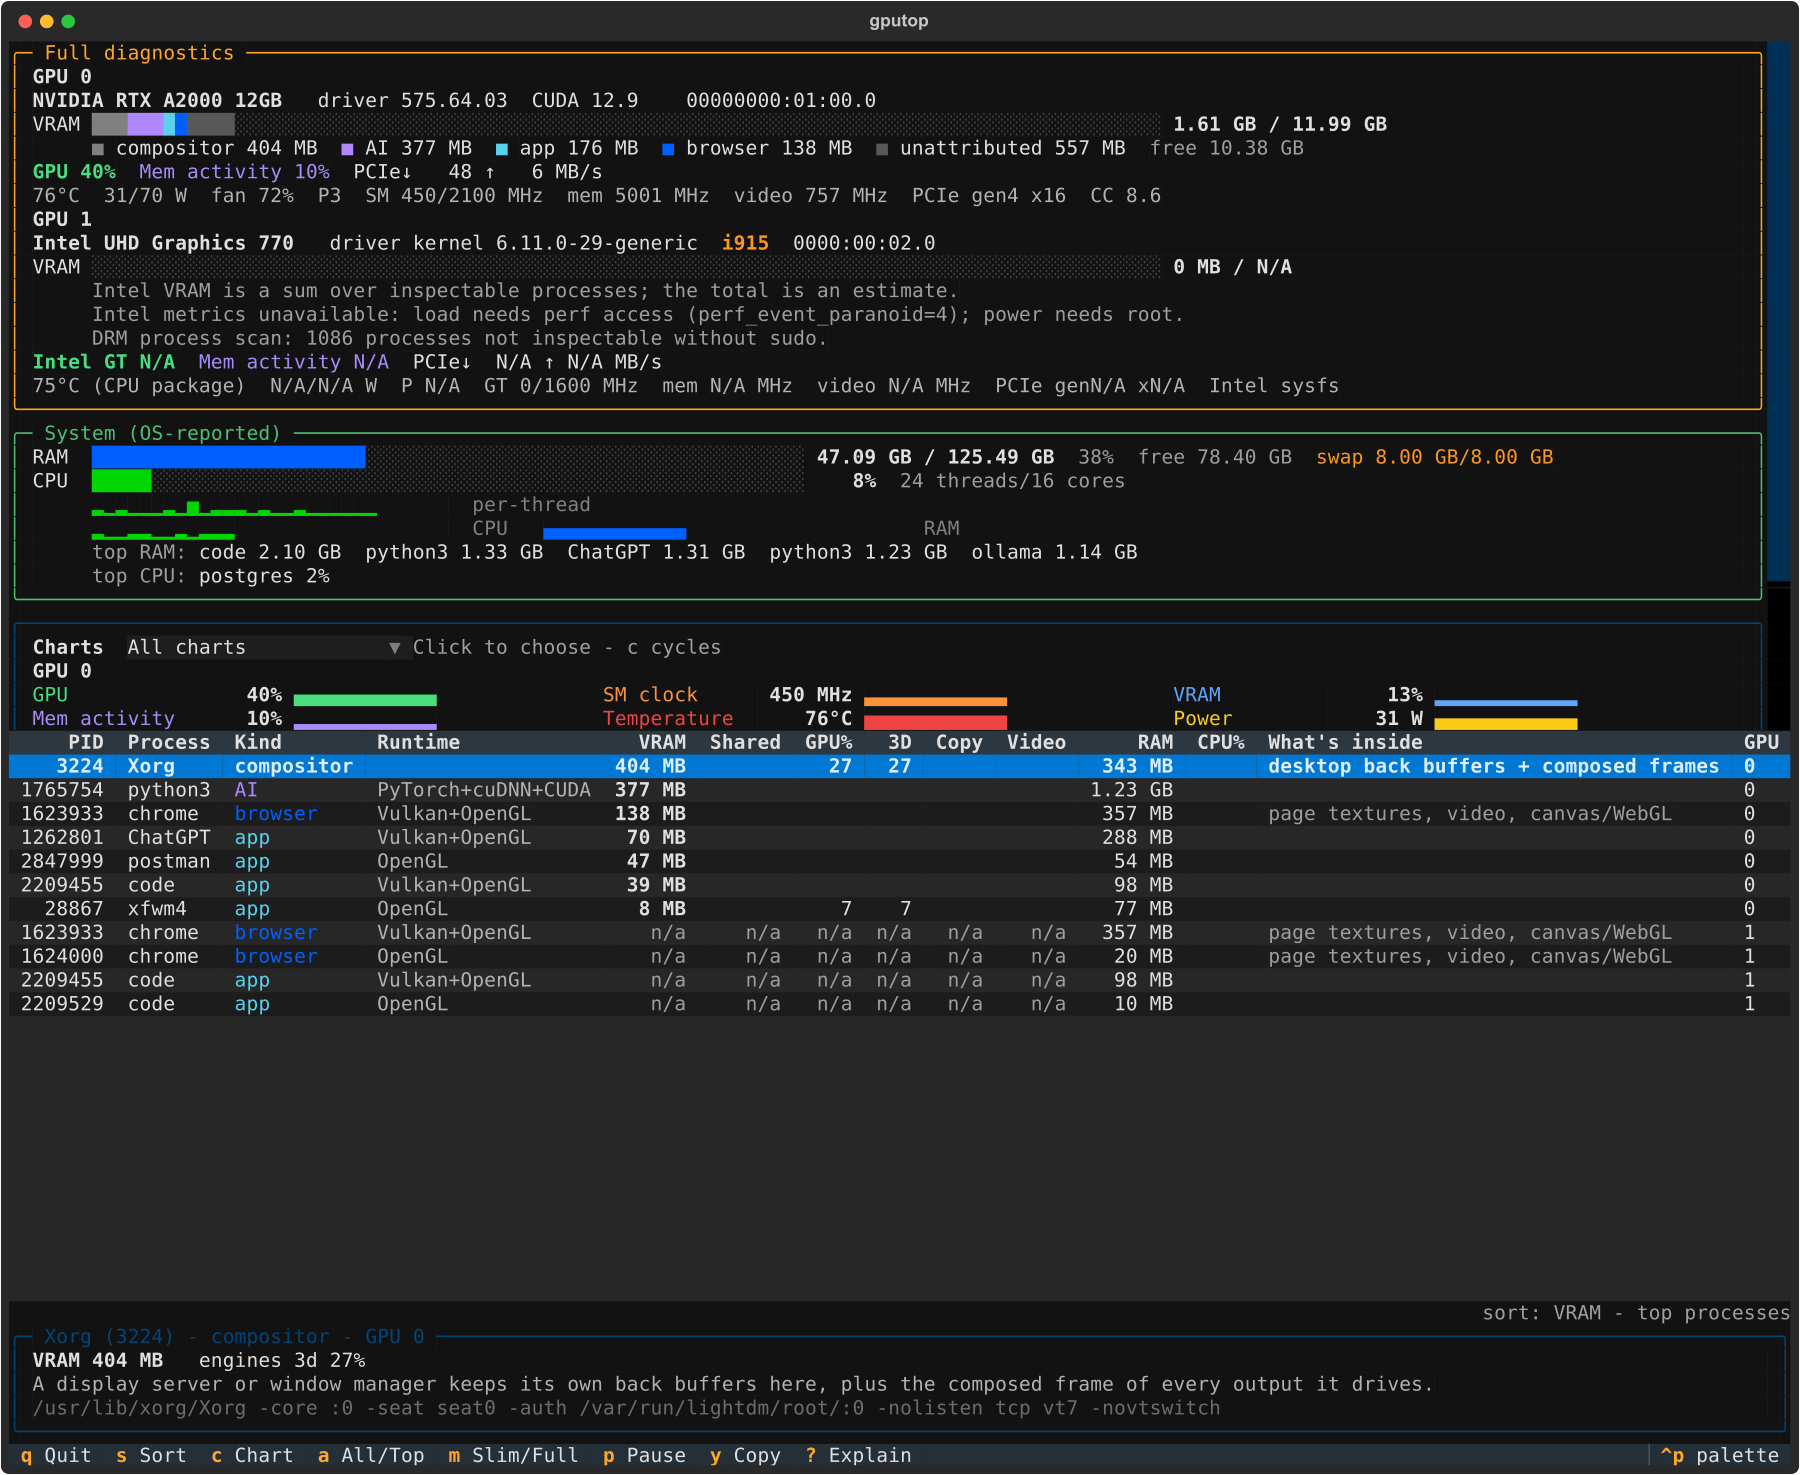 gputop
Full diagnostics
GPU 0
NVIDIA RTX A2000 12GB   driver 575.64.03  CUDA 12.9    00000000:01:00.0
VRAM 1.61 GB / 11.99 GB
compositor 404 MB  AI 377 MB  app 176 MB  browser 138 MB  unattributed 557 MB  free 10.38 GB
GPU 40%  Mem activity 10%  PCIe↓   48 ↑   6 MB/s
76°C  31/70 W  fan 72%  P3  SM 450/2100 MHz  mem 5001 MHz  video 757 MHz  PCIe gen4 x16  CC 8.6
GPU 1
Intel UHD Graphics 770   driver kernel 6.11.0-29-generic  i915  0000:00:02.0
VRAM 0 MB / N/A
Intel VRAM is a sum over inspectable processes; the total is an estimate.
Intel metrics unavailable: load needs perf access (perf_event_paranoid=4); power needs root.
DRM process scan: 1086 processes not inspectable without sudo.
Intel GT N/A  Mem activity N/A  PCIe↓  N/A ↑ N/A MB/s
75°C (CPU package)  N/A/N/A W  P N/A  GT 0/1600 MHz  mem N/A MHz  video N/A MHz  PCIe genN/A xN/A  Intel sysfs
System (OS-reported)
RAM 47.09 GB / 125.49 GB  38%  free 78.40 GB  swap 8.00 GB/8.00 GB
CPU 8%  24 threads/16 cores
per-thread
CPU RAM
top RAM: code 2.10 GB  python3 1.33 GB  ChatGPT 1.31 GB  python3 1.23 GB  ollama 1.14 GB
top CPU: postgres 2%
Charts  All charts ▼ Click to choose - c cycles
GPU 0
GPU 40% SM clock 450 MHz VRAM 13%
Mem activity 10% Temperature 76°C Power 31 W
PID  Process  Kind  Runtime  VRAM  Shared  GPU%  3D  Copy  Video  RAM  CPU%  What's inside  GPU
3224  Xorg  compositor  404 MB  27  27  343 MB  desktop back buffers + composed frames  0
1765754  python3  AI  PyTorch+cuDNN+CUDA  377 MB  1.23 GB  0
1623933  chrome  browser  Vulkan+OpenGL  138 MB  357 MB  page textures, video, canvas/WebGL  0
1262801  ChatGPT  app  Vulkan+OpenGL  70 MB  288 MB  0
2847999  postman  app  OpenGL  47 MB  54 MB  0
2209455  code  app  Vulkan+OpenGL  39 MB  98 MB  0
28867  xfwm4  app  OpenGL  8 MB  7  7  77 MB  0
1623933  chrome  browser  Vulkan+OpenGL  n/a  n/a  n/a  n/a  n/a  n/a  357 MB  page textures, video, canvas/WebGL  1
1624000  chrome  browser  OpenGL  n/a  n/a  n/a  n/a  n/a  n/a  20 MB  page textures, video, canvas/WebGL  1
2209455  code  app  Vulkan+OpenGL  n/a  n/a  n/a  n/a  n/a  n/a  98 MB  1
2209529  code  app  OpenGL  n/a  n/a  n/a  n/a  n/a  n/a  10 MB  1
sort: VRAM - top processes
Xorg (3224) - compositor - GPU 0
VRAM 404 MB   engines 3d 27%
A display server or window manager keeps its own back buffers here, plus the composed frame of every output it drives.
/usr/lib/xorg/Xorg -core :0 -seat seat0 -auth /var/run/lightdm/root/:0 -nolisten tcp vt7 -novtswitch
q Quit  s Sort  c Chart  a All/Top  m Slim/Full  p Pause  y Copy  ? Explain  ^p palette